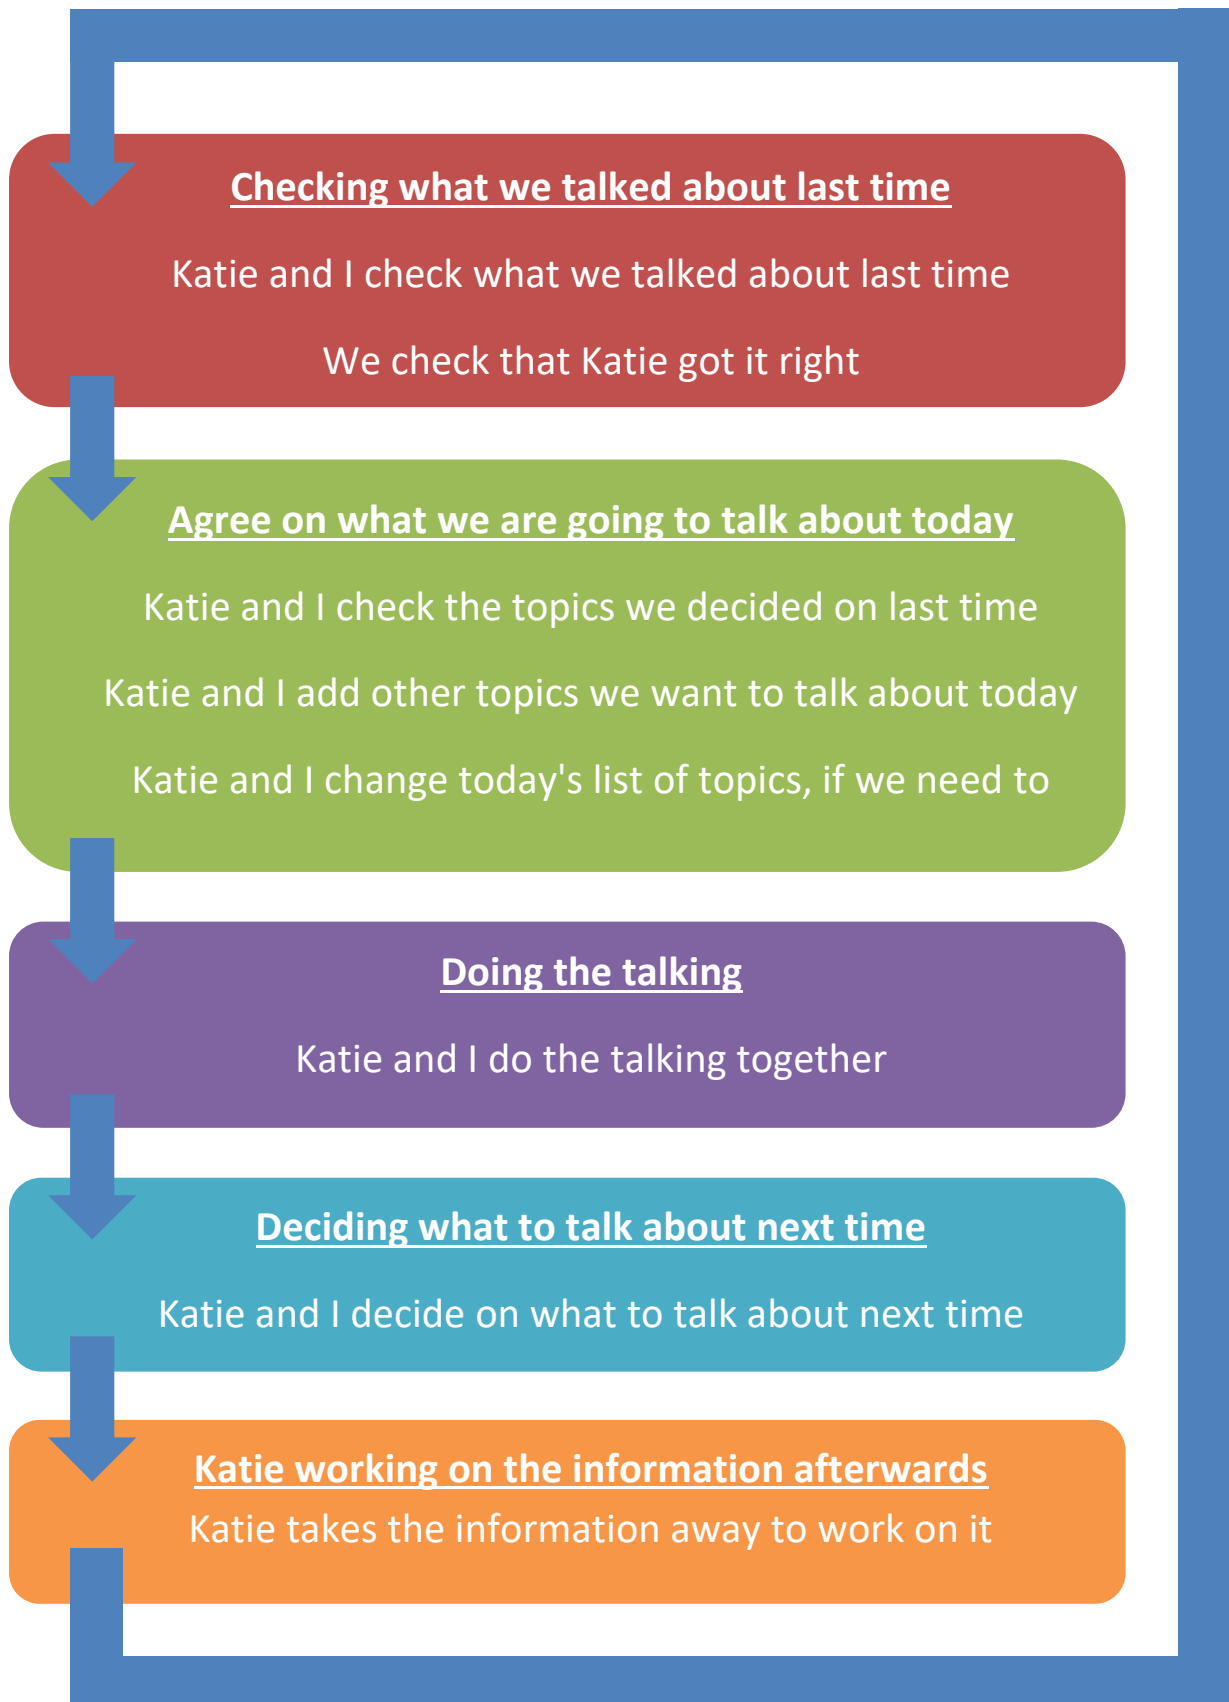 Checking what we talked about last time
Katie and I check what we talked about last time
We check that Katie got it right
Agree on what we are going to talk about today
Katie and I check the topics we decided on last time
Katie and I add other topics we want to talk about today
Katie and I change today's list of topics, if we need to
Doing the talking
Katie and I do the talking together
Deciding what to talk about next time
Katie and I decide on what to talk about next time
Katie working on the information afterwards
Katie takes the information away to work on it